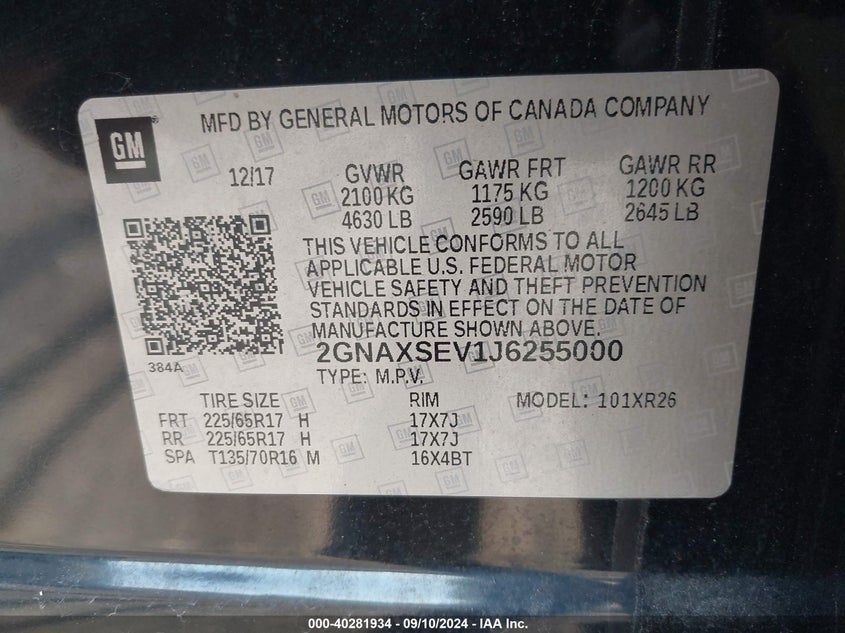 MFD BY GENERAL MOTORS OF CANADA COMPANY
GM
12/17 GVWR GAWR FRT GAWR RR
2100 KG 1175 KG 1200 KG
4630 LB 2590 LB 2645 LB
THIS VEHICLE CONFORMS TO ALL
APPLICABLE U.S. FEDERAL MOTOR
VEHICLE SAFETY AND THEFT PREVENTION
STANDARDS IN EFFECT ON THE DATE OF
MANUFACTURE SHOWN ABOVE.
384A
2GNAXSEV1J6255000
TYPE: M.P.V.
TIRE SIZE RIM MODEL: 101XR26
FRT 225/65R17 H 17X7J
RR 225/65R17 H 17X7J
SPA T135/70R16 M 16X4BT
000-40281934 - 09/10/2024 - IAA Inc.